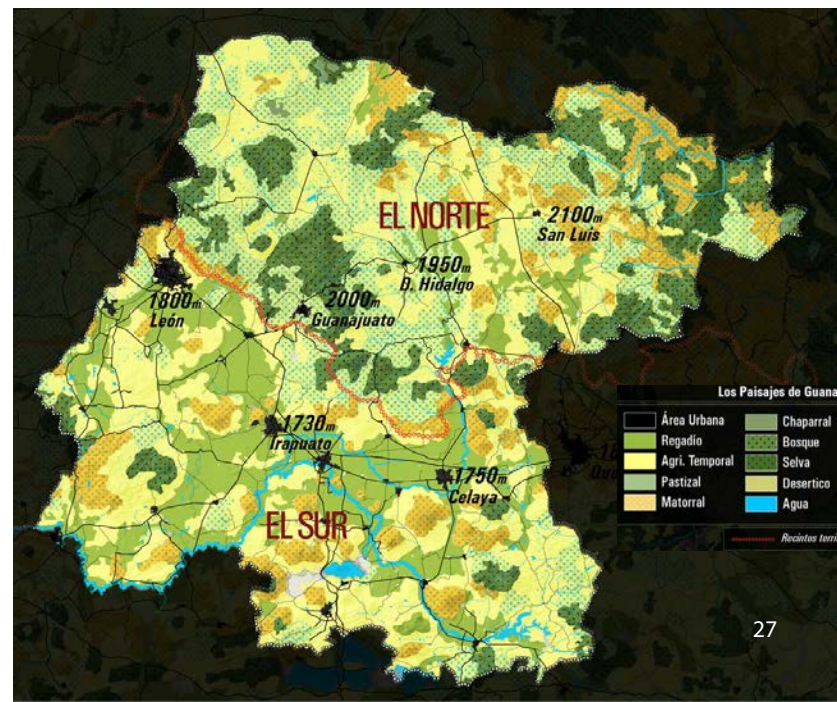 EL NORTE
2100m
San Luis
1950m
D. Hidalgo
2000m
Guanajuato
1800m
León
1730m
Irapuato
1750m
Celaya
EL SUR
Los Paisajes de Guana
Área Urbana
Regadío
Agri. Temporal
Pastizal
Matorral
Chaparral
Bosque
Selva
Desertico
Agua
Recintos terri
27